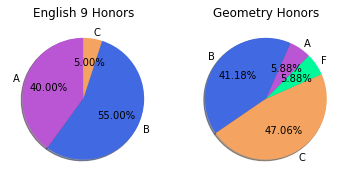 English 9 Honors
C
5.00%
A
40.00%
55.00%
B
Geometry Honors
A
B
5.88%
F
41.18%
5.88%
47.06%
C